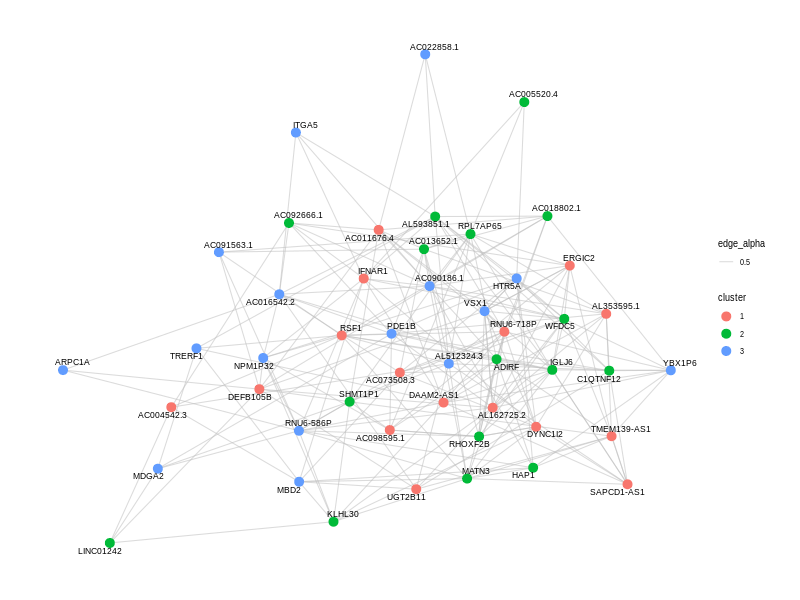 AC022858.1
AC005520.4
ITGA5
AC018802.1
AC092666.1
AL593851.1
RPL7AP65
AC011676.4
AC013652.1
AC091563.1
edge_alpha
ERGIC2
0.5
IFNAR1
AC090186.1
HTR5A
cluster
AC016542.2
VSX1
AL353595.1
1
RSF1
PDE1B
RNU6-718P
WFDC5
2
TRERF1
AL512324.3
3
ARPC1A
NPM1P32
ADIRF
IGLJ6
YBX1P6
AC073508.3
C1QTNF12
DEFB105B
SHMT1P1
DAAM2-AS1
AC004542.3
AL162725.2
RNU6-586P
TMEM139-AS1
AC098595.1
RHOXF2B
DYNC1I2
MDGA2
MATN3
HAP1
MBD2
UGT2B11
SAPCD1-AS1
KLHL30
LINC01242